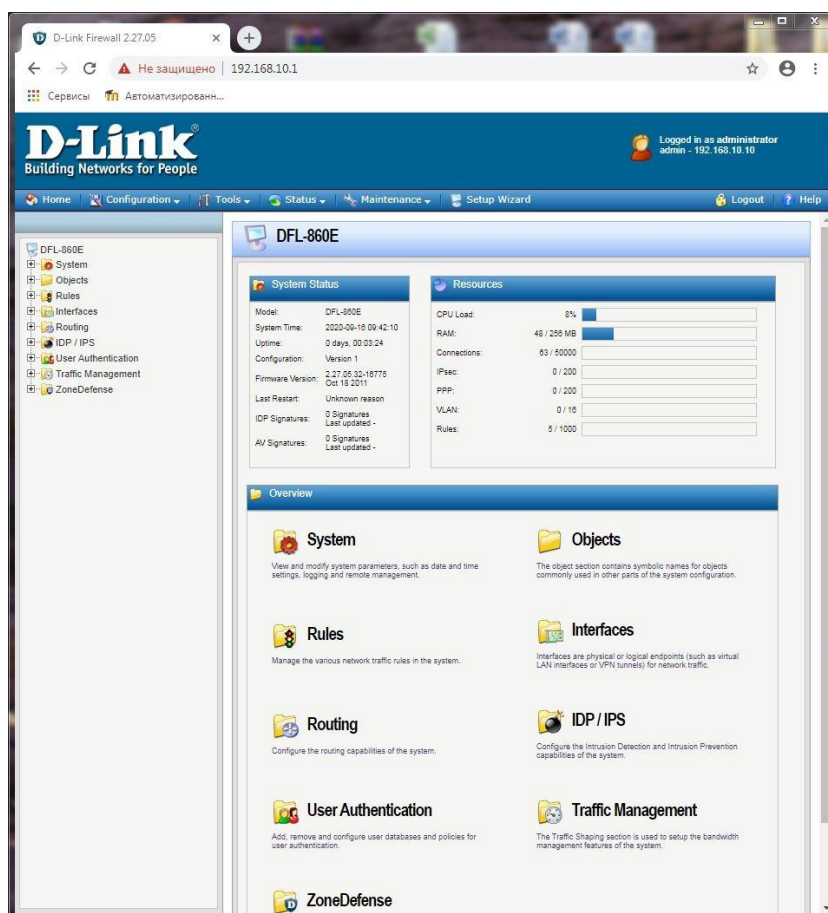 D-Link Firewall 2.27.05
Не защищено 192.168.10.1
Сервисы Автоматизированн...
D-Link®
Building Networks for People
Logged in as administrator
admin - 192.168.10.10
Home Configuration Tools Status Maintenance Setup Wizard Logout Help
DFL-860E
System
Objects
Rules
Interfaces
Routing
IDP / IPS
User Authentication
Traffic Management
ZoneDefense
DFL-860E
System Status
Model: DFL-860E
System Time: 2020-09-16 09:42:10
Uptime: 0 days, 00:03:24
Configuration: Version 1
Firmware Version: 2.27.05.32-16775
Oct 18 2011
Last Restart: Unknown reason
IDP Signatures: 0 Signatures
Last updated -
AV Signatures: 0 Signatures
Last updated -
Resources
CPU Load: 8%
RAM: 48 / 256 MB
Connections: 63 / 50000
IPsec: 0 / 200
PPP: 0 / 200
VLAN: 0 / 16
Rules: 5 / 1000
Overview
System
View and modify system parameters, such as date and time
settings, logging and remote management.
Objects
The object section contains symbolic names for objects
commonly used in other parts of the system configuration.
Rules
Manage the various network traffic rules in the system.
Interfaces
Interfaces are physical or logical endpoints (such as virtual
LAN interfaces or VPN tunnels) for network traffic.
Routing
Configure the routing capabilities of the system.
IDP / IPS
Configure the Intrusion Detection and Intrusion Prevention
capabilities of the system.
User Authentication
Add, remove and configure user databases and policies for
user authentication.
Traffic Management
The Traffic Shaping section is used to setup the bandwidth
management features of the system.
ZoneDefense